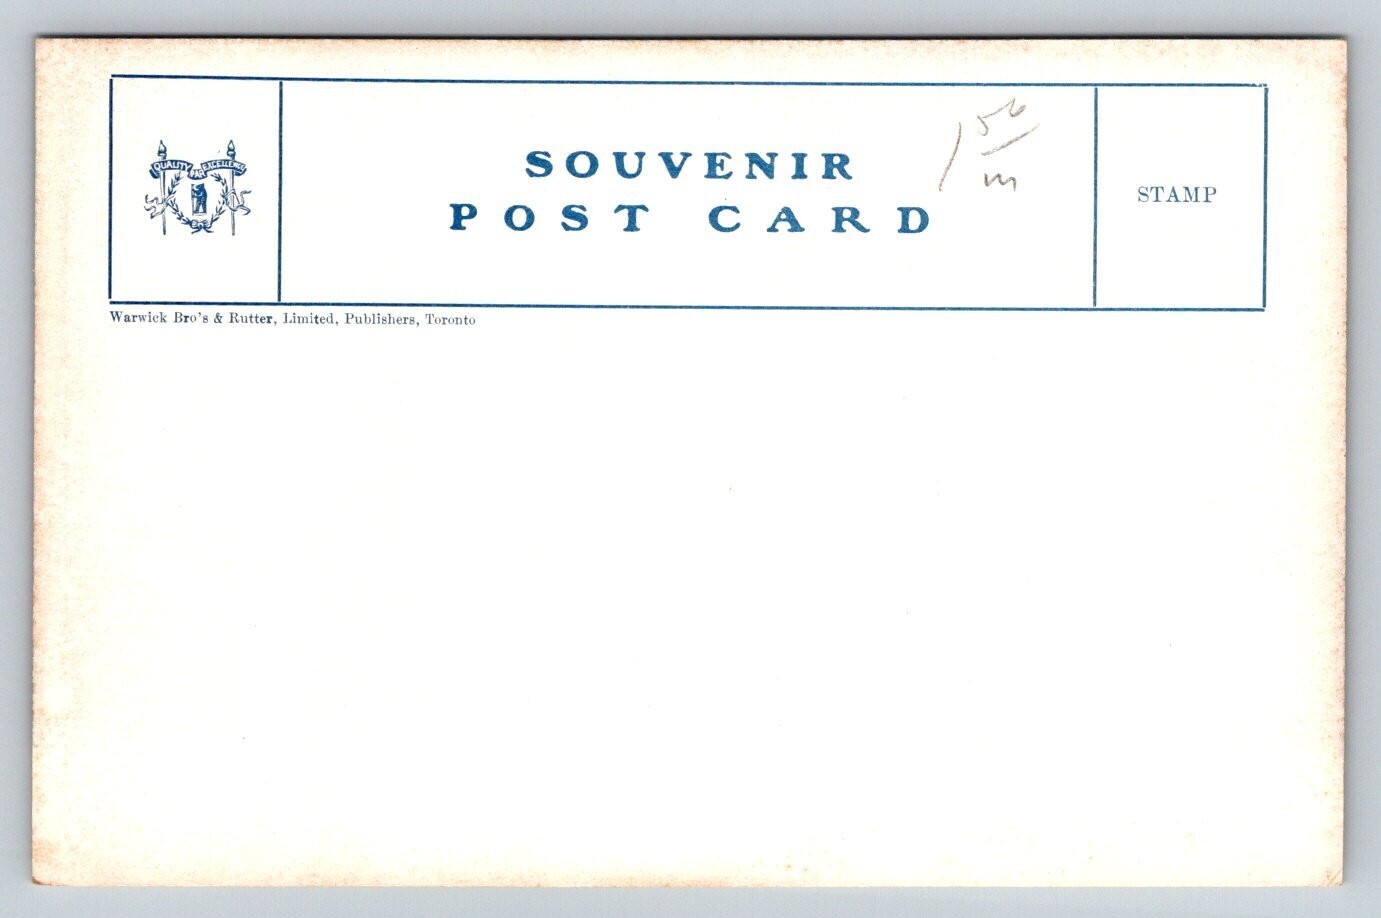 QUALITY PAR EXCELLENCE
SOUVENIR
POST CARD
STAMP
Warwick Bro's & Rutter, Limited, Publishers, Toronto